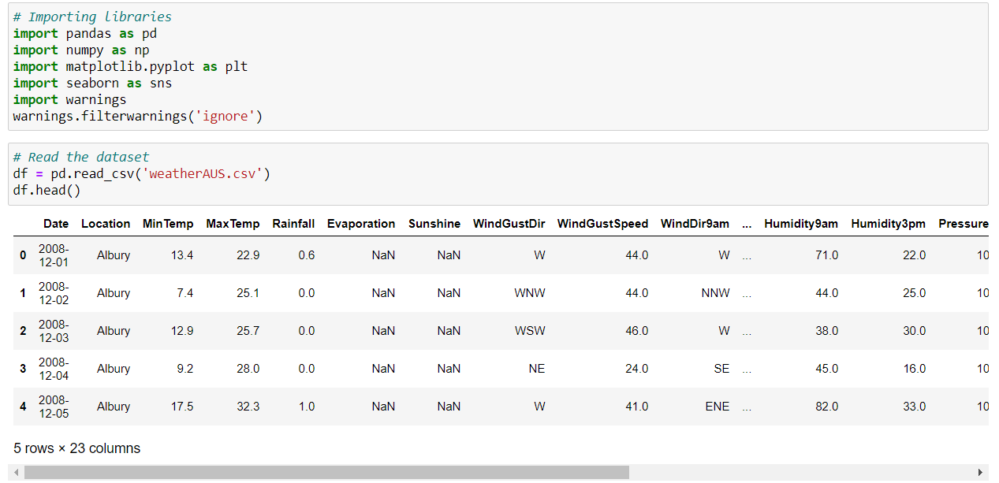 # Importing libraries
import pandas as pd
import numpy as np
import matplotlib.pyplot as plt
import seaborn as sns
import warnings
warnings.filterwarnings('ignore')
# Read the dataset
df = pd.read_csv('weatherAUS.csv')
df.head()
Date Location MinTemp MaxTemp Rainfall Evaporation Sunshine WindGustDir WindGustSpeed WindDir9am ... Humidity9am Humidity3pm Pressure
0 2008-12-01 Albury 13.4 22.9 0.6 NaN NaN W 44.0 W ... 71.0 22.0 10
1 2008-12-02 Albury 7.4 25.1 0.0 NaN NaN WNW 44.0 NNW ... 44.0 25.0 10
2 2008-12-03 Albury 12.9 25.7 0.0 NaN NaN WSW 46.0 W ... 38.0 30.0 10
3 2008-12-04 Albury 9.2 28.0 0.0 NaN NaN NE 24.0 SE ... 45.0 16.0 10
4 2008-12-05 Albury 17.5 32.3 1.0 NaN NaN W 41.0 ENE ... 82.0 33.0 10
5 rows × 23 columns